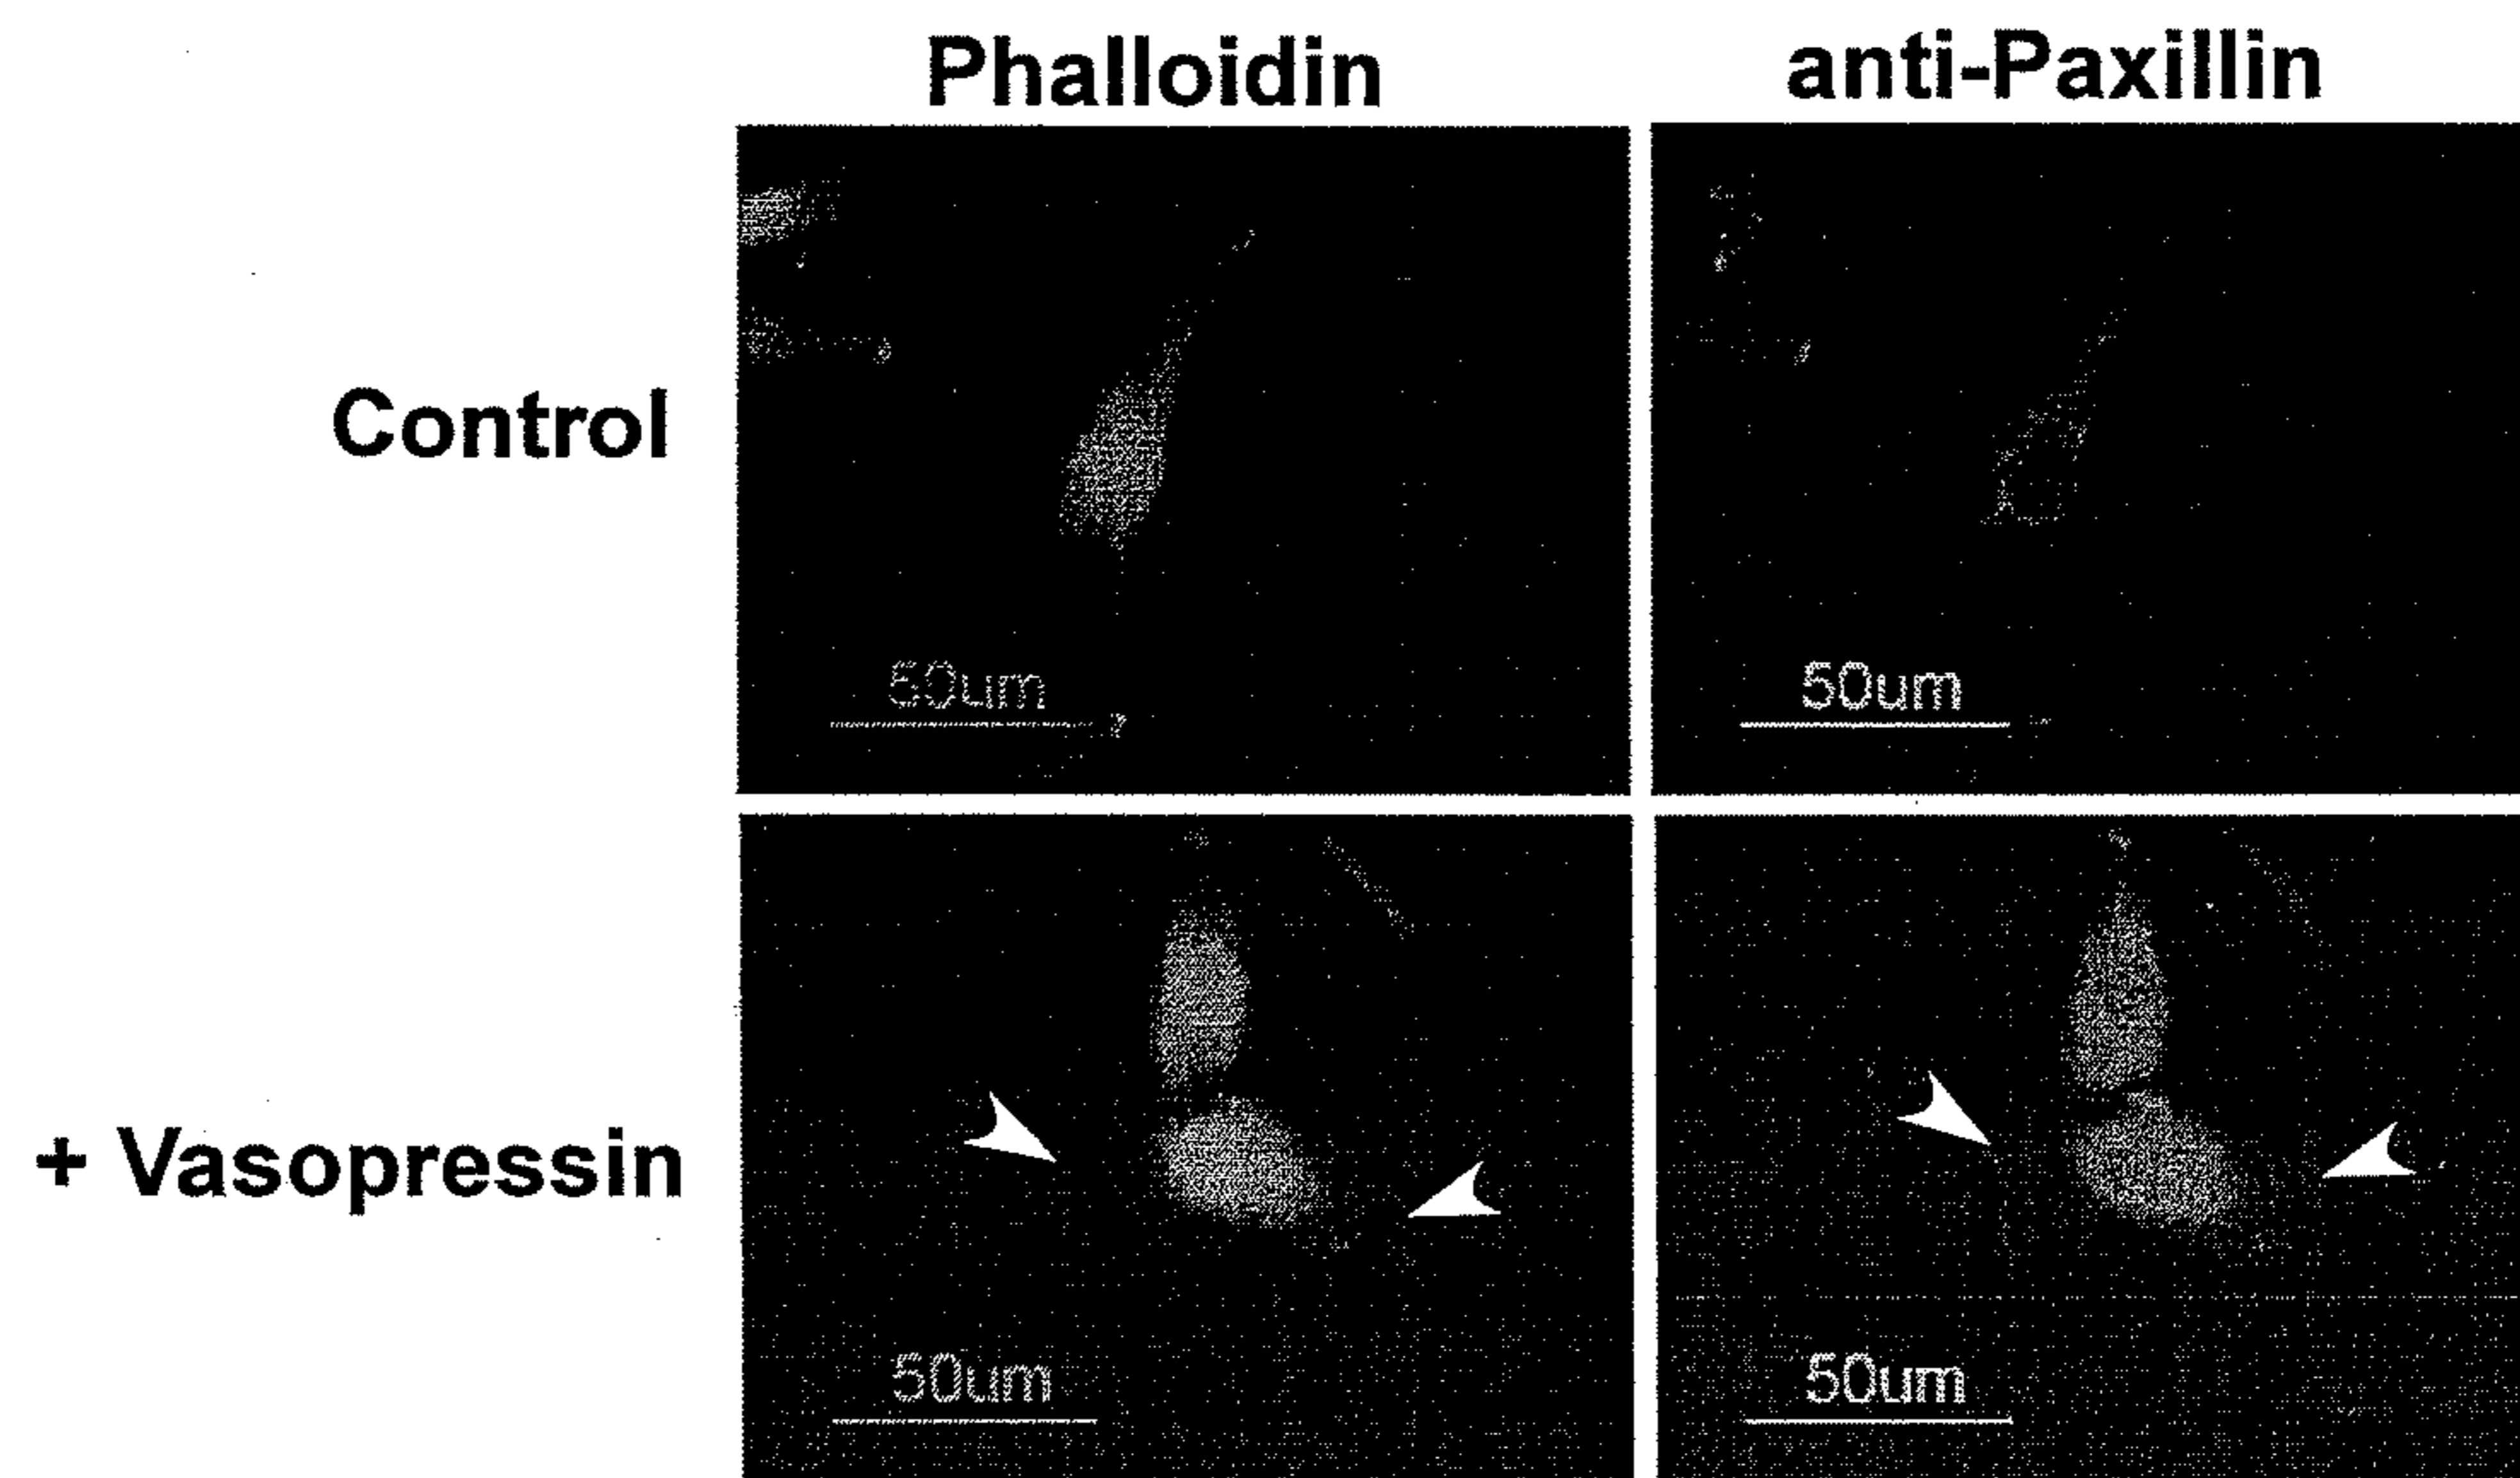 Phalloidin
anti-Paxillin
Control
50um
50um
+ Vasopressin
50um
50um